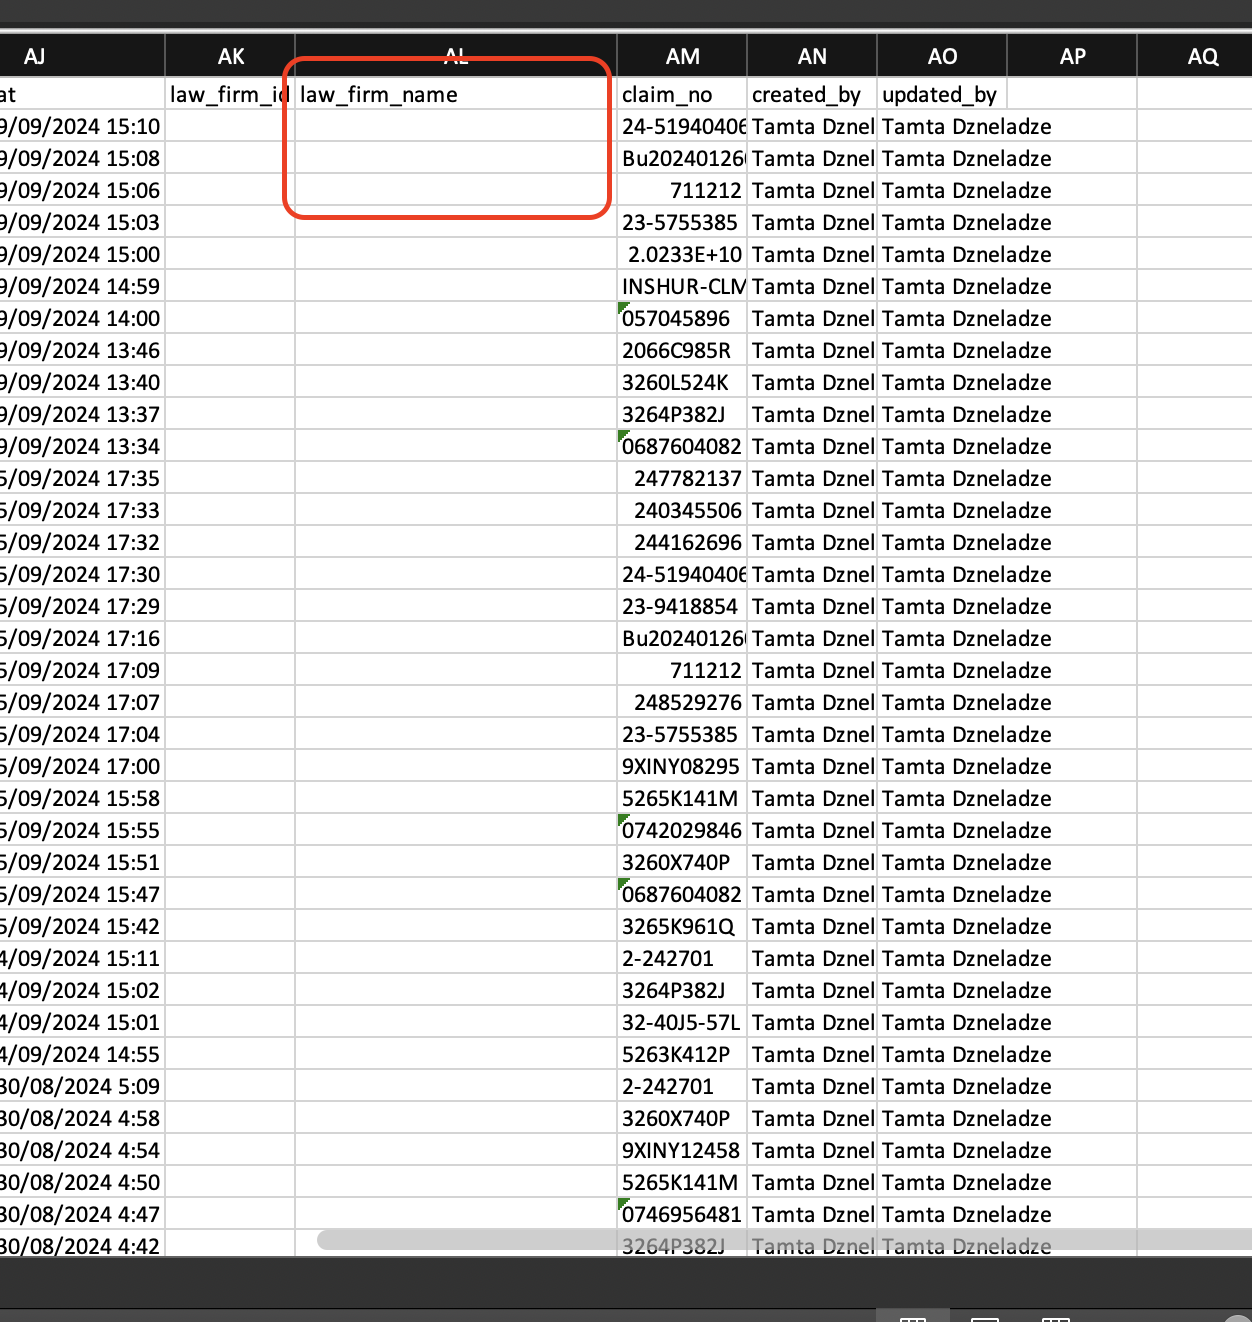 AJ AK AL AM AN AO AP AQ
at law_firm_id law_firm_name claim_no created_by updated_by
9/09/2024 15:10 24-51940406 Tamta Dznel Tamta Dzneladze
9/09/2024 15:08 Bu202401260 Tamta Dznel Tamta Dzneladze
9/09/2024 15:06 711212 Tamta Dznel Tamta Dzneladze
9/09/2024 15:03 23-5755385 Tamta Dznel Tamta Dzneladze
9/09/2024 15:00 2.0233E+10 Tamta Dznel Tamta Dzneladze
9/09/2024 14:59 INSHUR-CLM Tamta Dznel Tamta Dzneladze
9/09/2024 14:00 057045896 Tamta Dznel Tamta Dzneladze
9/09/2024 13:46 2066C985R Tamta Dznel Tamta Dzneladze
9/09/2024 13:40 3260L524K Tamta Dznel Tamta Dzneladze
9/09/2024 13:37 3264P382J Tamta Dznel Tamta Dzneladze
9/09/2024 13:34 0687604082 Tamta Dznel Tamta Dzneladze
5/09/2024 17:35 247782137 Tamta Dznel Tamta Dzneladze
5/09/2024 17:33 240345506 Tamta Dznel Tamta Dzneladze
5/09/2024 17:32 244162696 Tamta Dznel Tamta Dzneladze
5/09/2024 17:30 24-51940406 Tamta Dznel Tamta Dzneladze
5/09/2024 17:29 23-9418854 Tamta Dznel Tamta Dzneladze
5/09/2024 17:16 Bu202401260 Tamta Dznel Tamta Dzneladze
5/09/2024 17:09 711212 Tamta Dznel Tamta Dzneladze
5/09/2024 17:07 248529276 Tamta Dznel Tamta Dzneladze
5/09/2024 17:04 23-5755385 Tamta Dznel Tamta Dzneladze
5/09/2024 17:00 9XINY08295 Tamta Dznel Tamta Dzneladze
5/09/2024 15:58 5265K141M Tamta Dznel Tamta Dzneladze
5/09/2024 15:55 0742029846 Tamta Dznel Tamta Dzneladze
5/09/2024 15:51 3260X740P Tamta Dznel Tamta Dzneladze
5/09/2024 15:47 0687604082 Tamta Dznel Tamta Dzneladze
5/09/2024 15:42 3265K961Q Tamta Dznel Tamta Dzneladze
4/09/2024 15:11 2-242701 Tamta Dznel Tamta Dzneladze
4/09/2024 15:02 3264P382J Tamta Dznel Tamta Dzneladze
4/09/2024 15:01 32-40J5-57L Tamta Dznel Tamta Dzneladze
4/09/2024 14:55 5263K412P Tamta Dznel Tamta Dzneladze
30/08/2024 5:09 2-242701 Tamta Dznel Tamta Dzneladze
30/08/2024 4:58 3260X740P Tamta Dznel Tamta Dzneladze
30/08/2024 4:54 9XINY12458 Tamta Dznel Tamta Dzneladze
30/08/2024 4:50 5265K141M Tamta Dznel Tamta Dzneladze
30/08/2024 4:47 0746956481 Tamta Dznel Tamta Dzneladze
30/08/2024 4:42 3264P382J Tamta Dznel Tamta Dzneladze